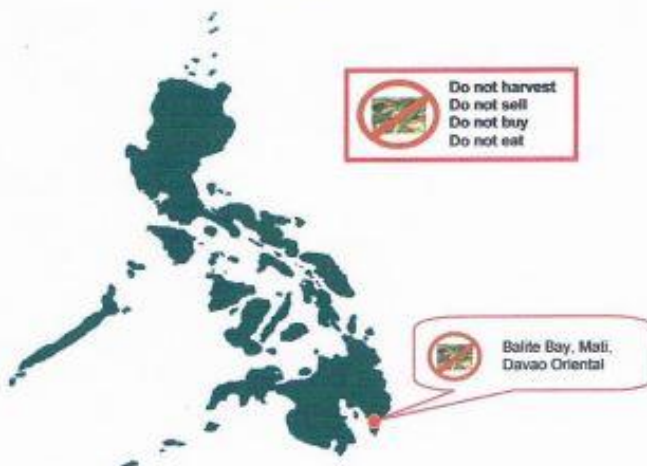 Do not harvest
Do not sell
Do not buy
Do not eat
Balite Bay, Mati,
Davao Oriental